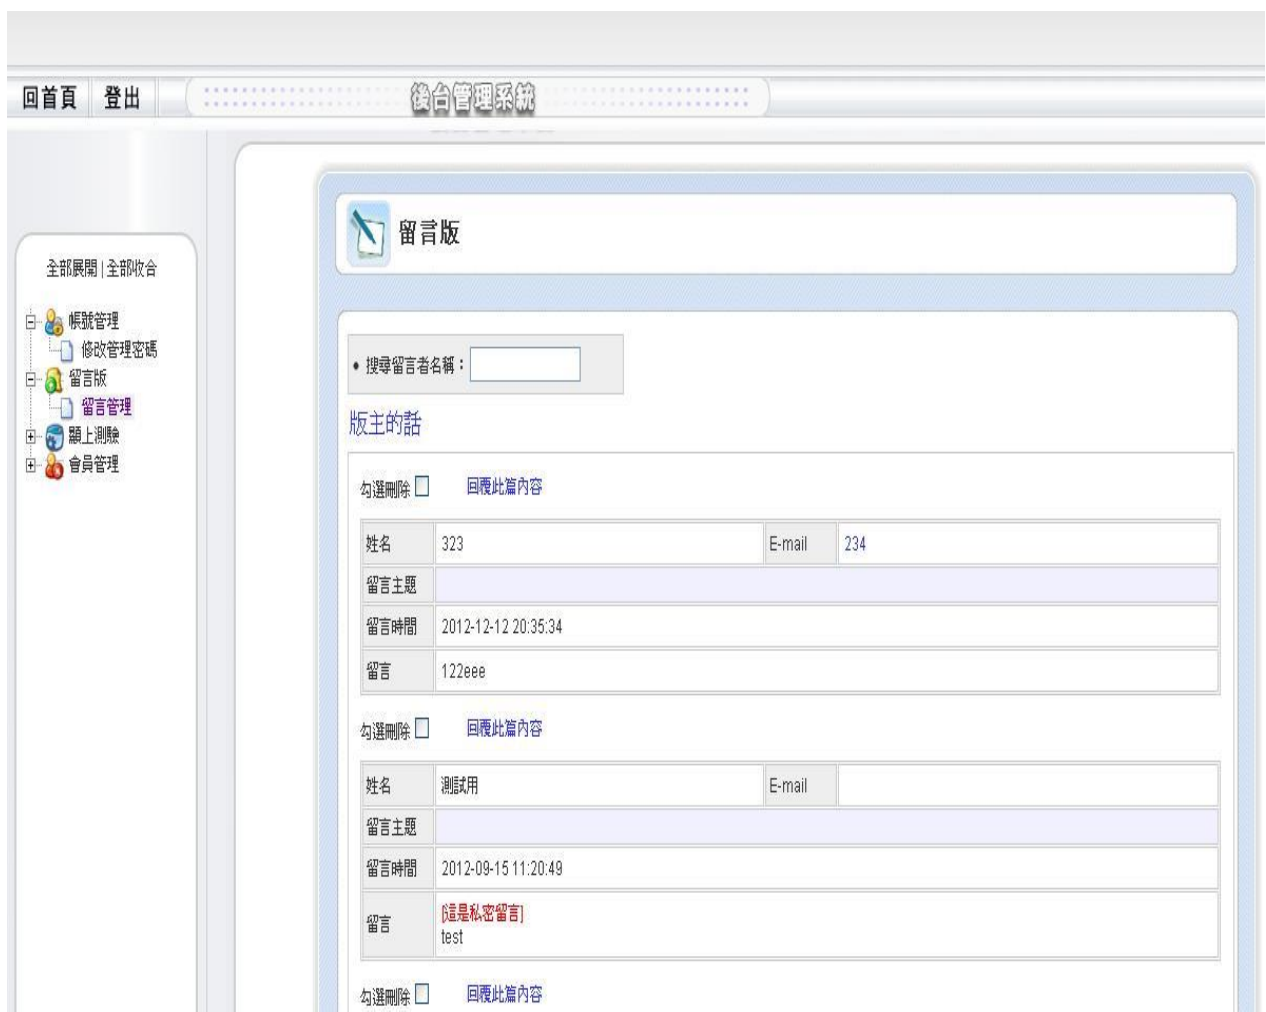 回首頁 登出 後台管理系統
全部展開 | 全部收合
帳號管理
修改管理密碼
留言版
留言管理
題上測驗
會員管理
留言版
• 搜尋留言者名稱：
版主的話
勾選刪除 回覆此篇內容
姓名 323 E-mail 234
留言主題
留言時間 2012-12-12 20:35:34
留言 122eee
勾選刪除 回覆此篇內容
姓名 測試用 E-mail
留言主題
留言時間 2012-09-15 11:20:49
留言 [這是私密留言]
test
勾選刪除 回覆此篇內容